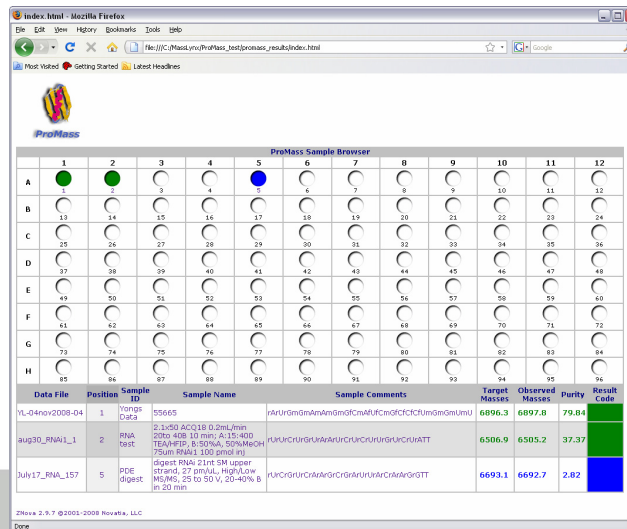 index.html - Mozilla Firefox
File Edit View History Bookmarks Tools Help
file:///C:/MassLynx/ProMass_test/promass_results/index.html
Google
Most Visited Getting Started Latest Headlines
ProMass
ProMass Sample Browser
1 2 3 4 5 6 7 8 9 10 11 12
A
1 2 3 4 5 6 7 8 9 10 11 12
B
13 14 15 16 17 18 19 20 21 22 23 24
C
25 26 27 28 29 30 31 32 33 34 35 36
D
37 38 39 40 41 42 43 44 45 46 47 48
E
49 50 51 52 53 54 55 56 57 58 59 60
F
61 62 63 64 65 66 67 68 69 70 71 72
G
73 74 75 76 77 78 79 80 81 82 83 84
H
85 86 87 88 89 90 91 92 93 94 95 96
Data File Position Sample ID Sample Name Sample Comments Target Masses Observed Masses Purity Result Code
YL-04nov2008-04 1 Yongs Data 55665 rArUrGmGmAmAmGmGfCmAfUfCmGfCfCfCfUmGmGmUmU 6896.3 6897.8 79.84
aug30_RNAi1_1 2 RNA test 2.1x50 ACQ18 0.2mL/min
20to 40B 10 min; A:15:400
TEA/HFIP, B:50%A, 50%MeOH
75um RNAi1 100 pmol inj
rUrUrCrUrGrUrArArUrCrUrCrUrUrGrUrCrUrATT 6506.9 6505.2 37.37
July17_RNA_157 5 PDE digest digest RNAi 21nt SM upper
strand, 27 pm/uL, High/Low
MS/MS, 25 to 50 V, 20-40% B
in 20 min
rUrCrGrUrCrArArGrCrGrArUrUrArCrArArGrGTT 6693.1 6692.7 2.82
ZNova 2.9.7 @2001-2008 Novatia, LLC
Done